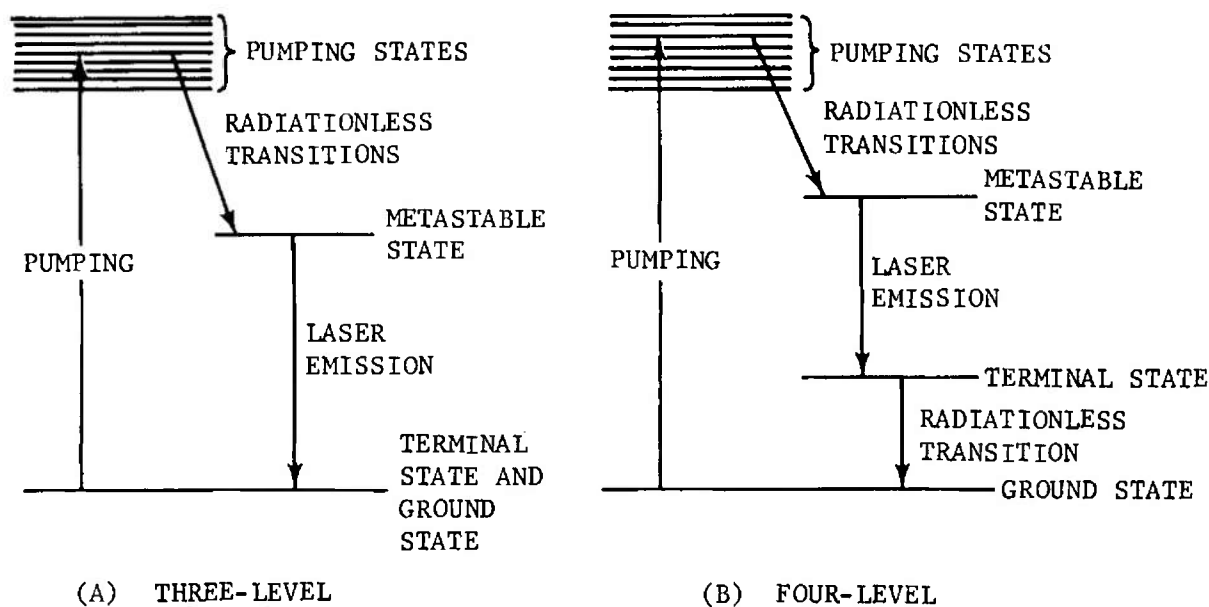 PUMPING STATES
RADIATIONLESS
TRANSITIONS
METASTABLE
STATE
PUMPING
LASER
EMISSION
TERMINAL
STATE AND
GROUND
STATE
(A) THREE-LEVEL
PUMPING STATES
RADIATIONLESS
TRANSITIONS
METASTABLE
STATE
PUMPING
LASER
EMISSION
TERMINAL STATE
RADIATIONLESS
TRANSITION
GROUND STATE
(B) FOUR-LEVEL